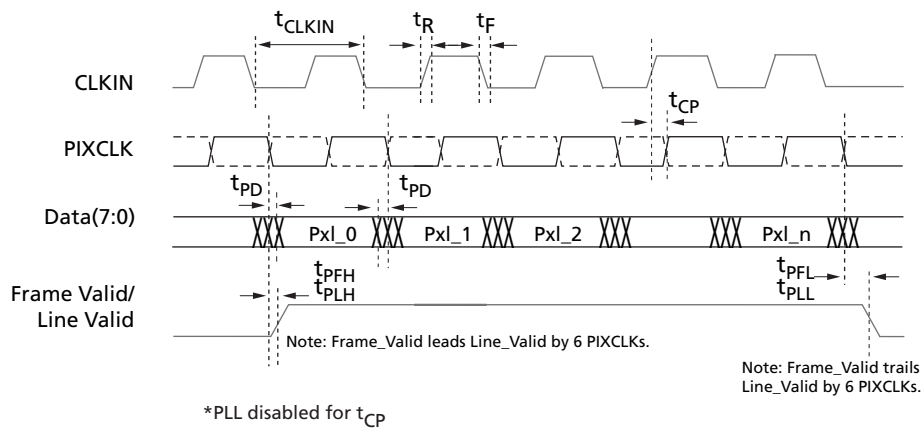 tCLKIN
tR
tF
CLKIN
tCP
PIXCLK
tPD
tPD
Data(7:0)
Pxl_0
Pxl_1
Pxl_2
Pxl_n
tPFH
tPLH
tPFL
tPLL
Frame Valid/
Line Valid
Note: Frame_Valid leads Line_Valid by 6 PIXCLKs.
Note: Frame_Valid trails
Line_Valid by 6 PIXCLKs.
*PLL disabled for tCP